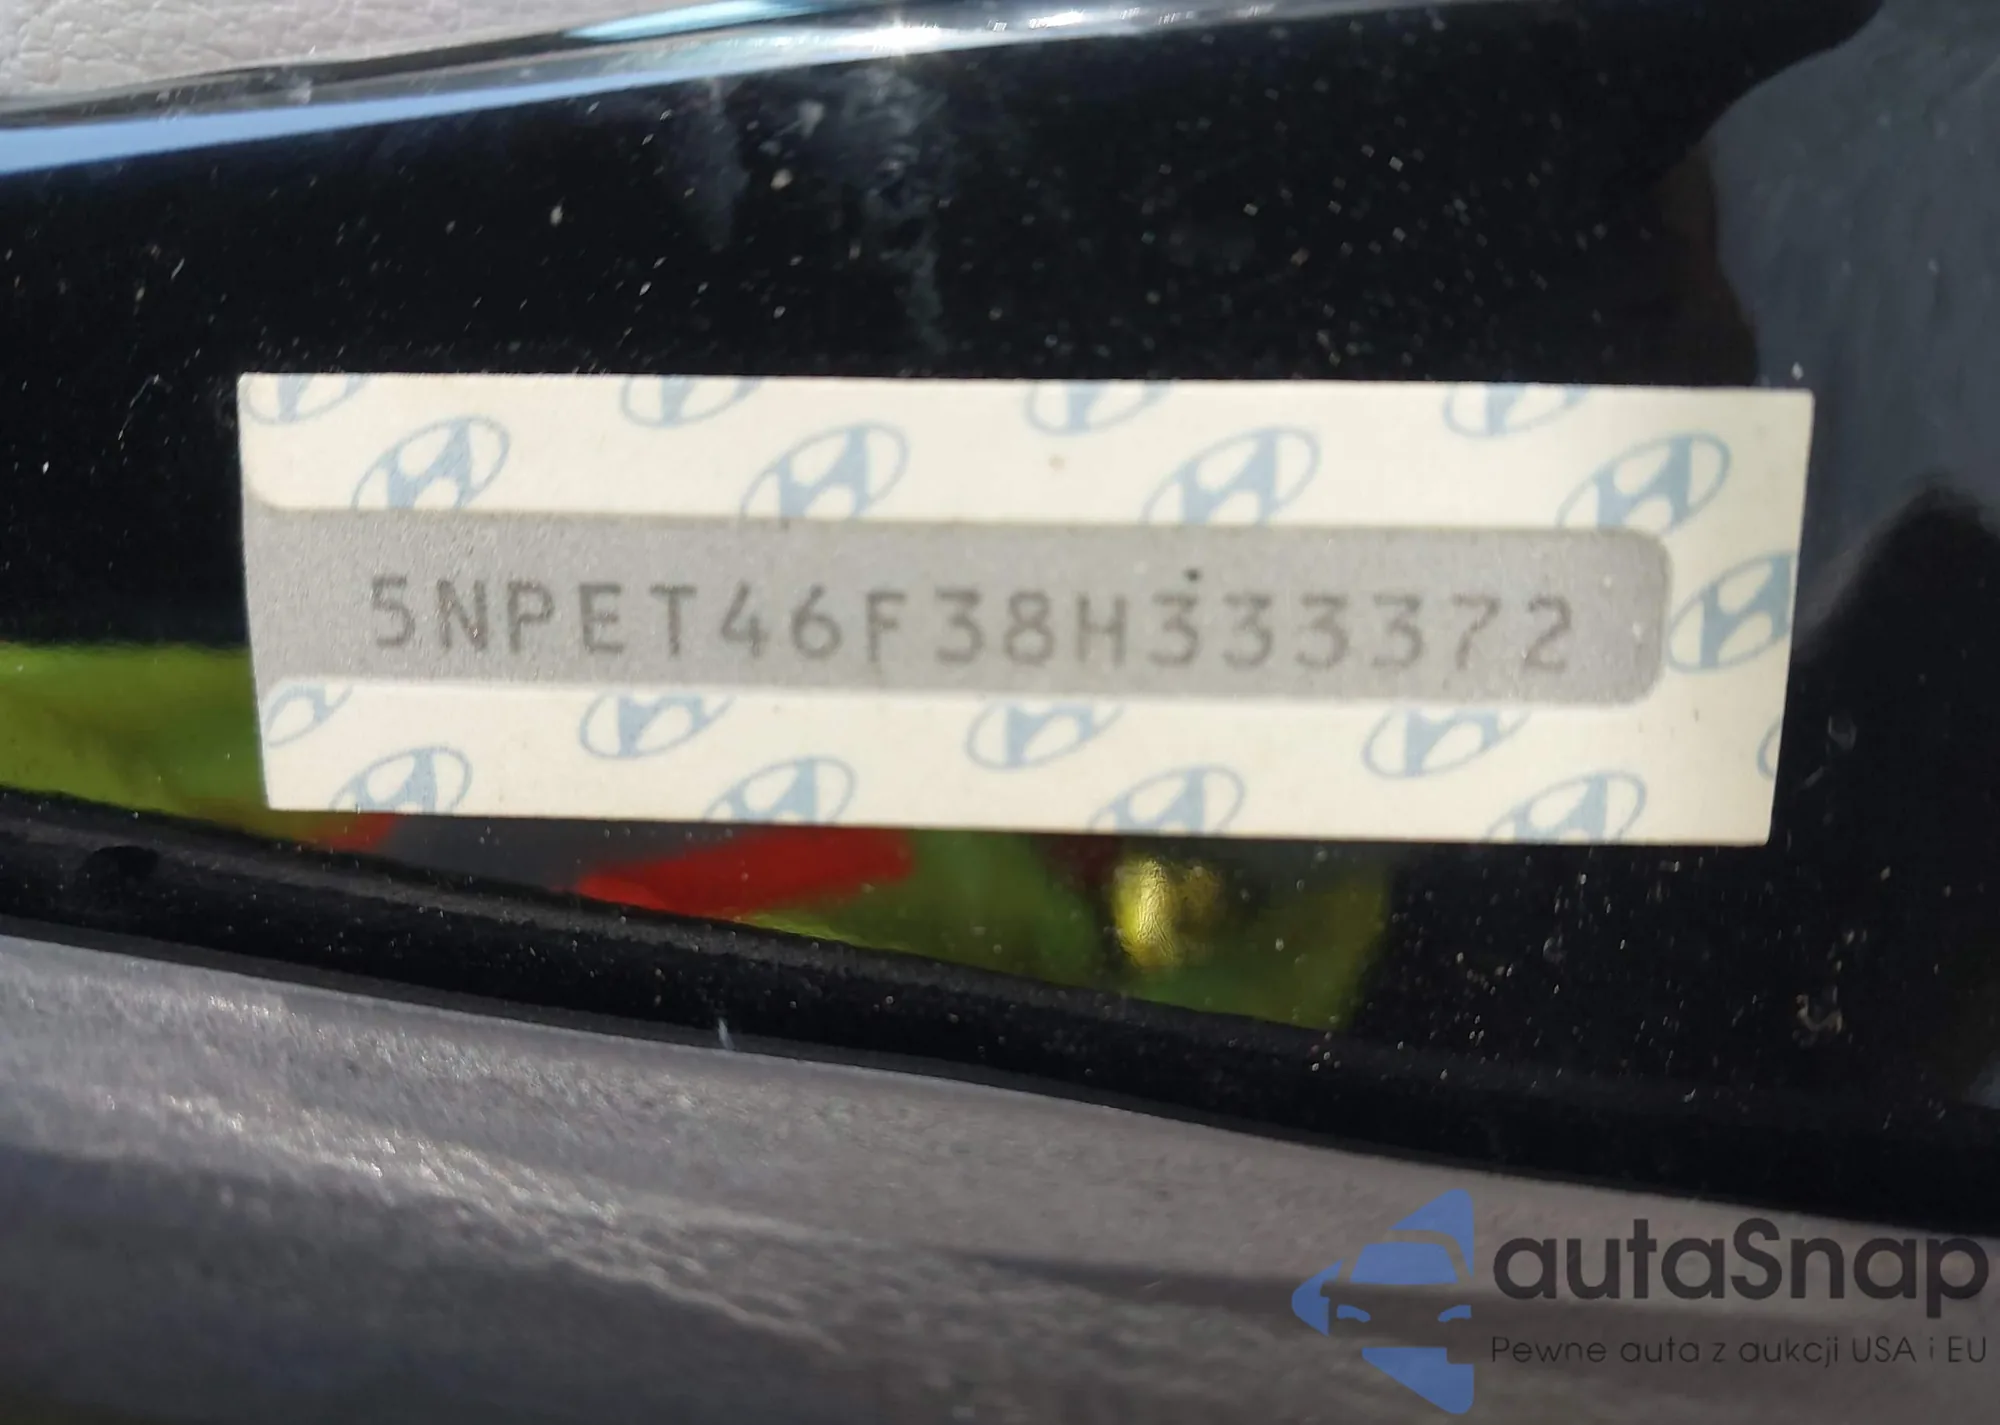 5NPET46F38H333372
autaSnap
Pewne auta z aukcji USA i EU